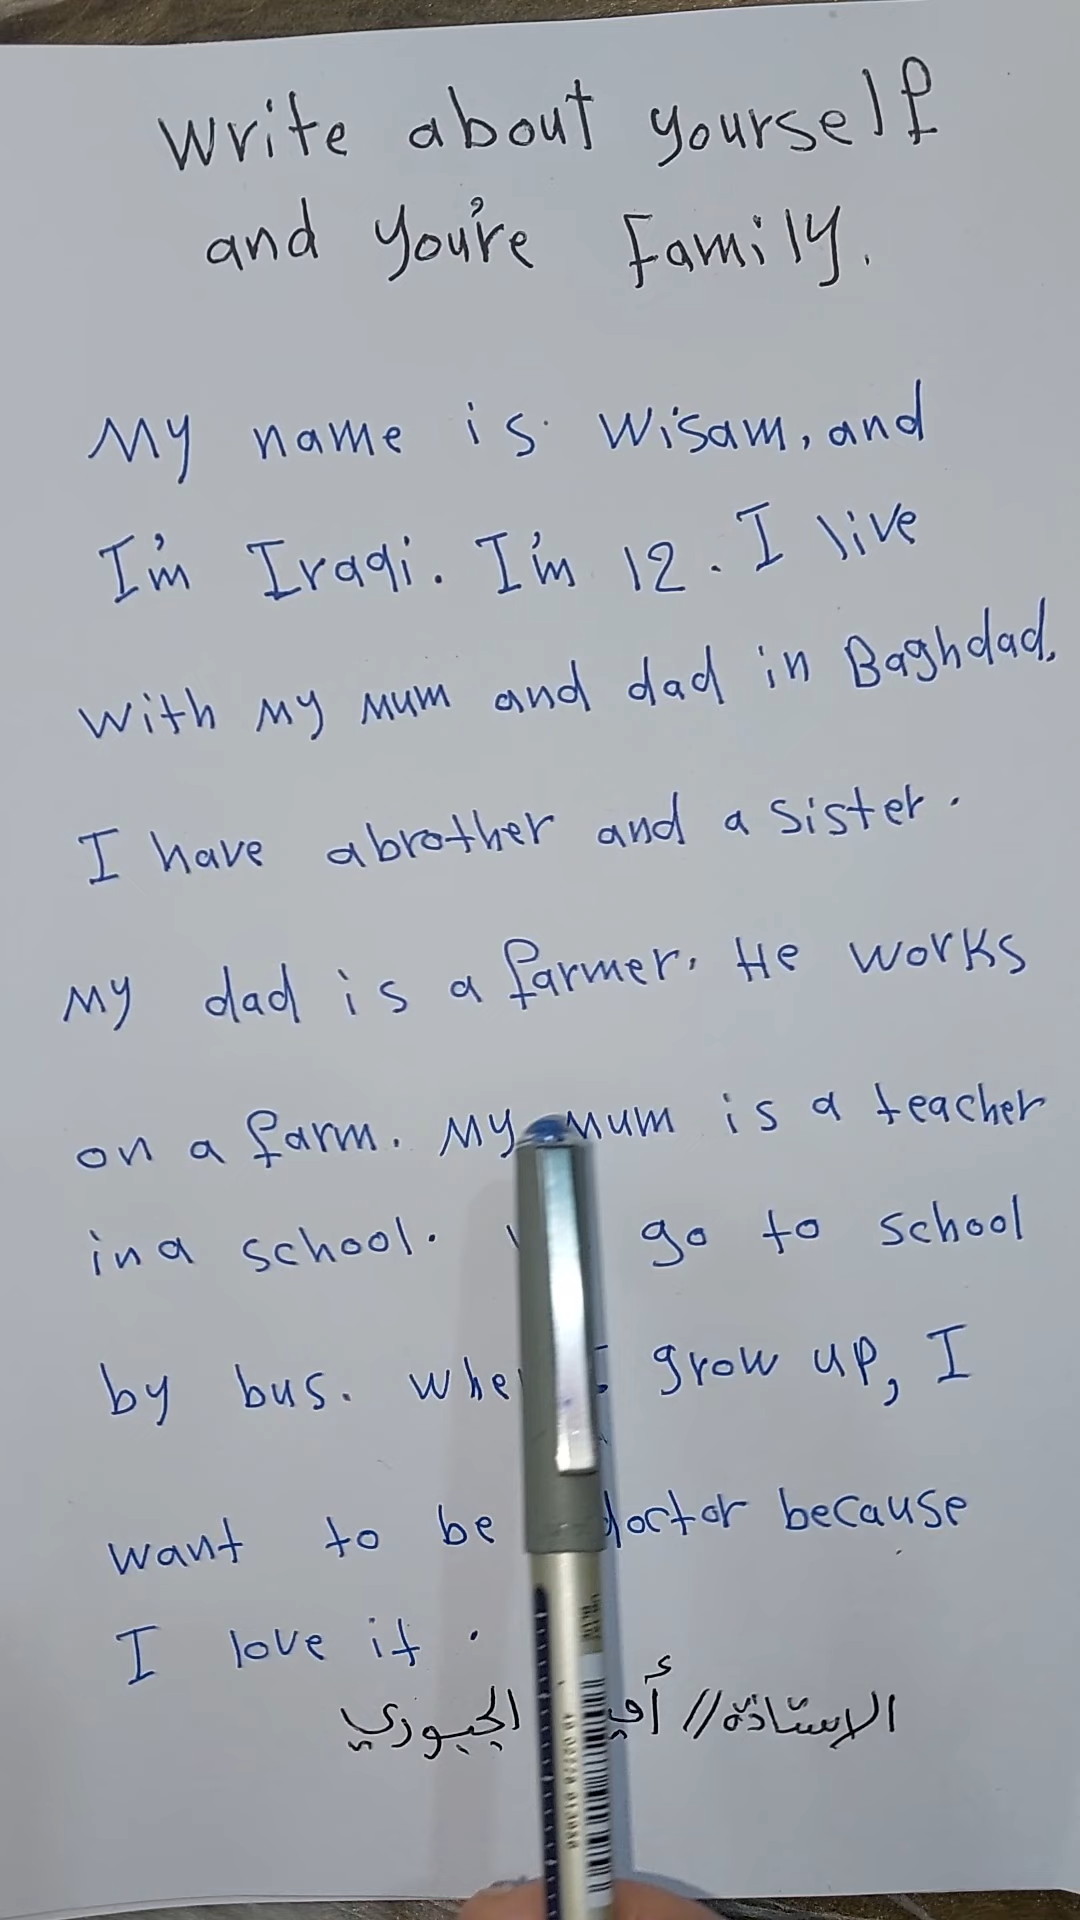 Write about yourself
and you're Family.
My name is Wisam, and
I'm Iraqi. I'm 12. I live
with my mum and dad in Baghdad.
I have a brother and a sister.
My dad is a farmer. He works
on a farm. My mum is a teacher
in a school. go to school
by bus. grow up, I
want to be doctor because
I love it.
الاستاذة // الجبوري